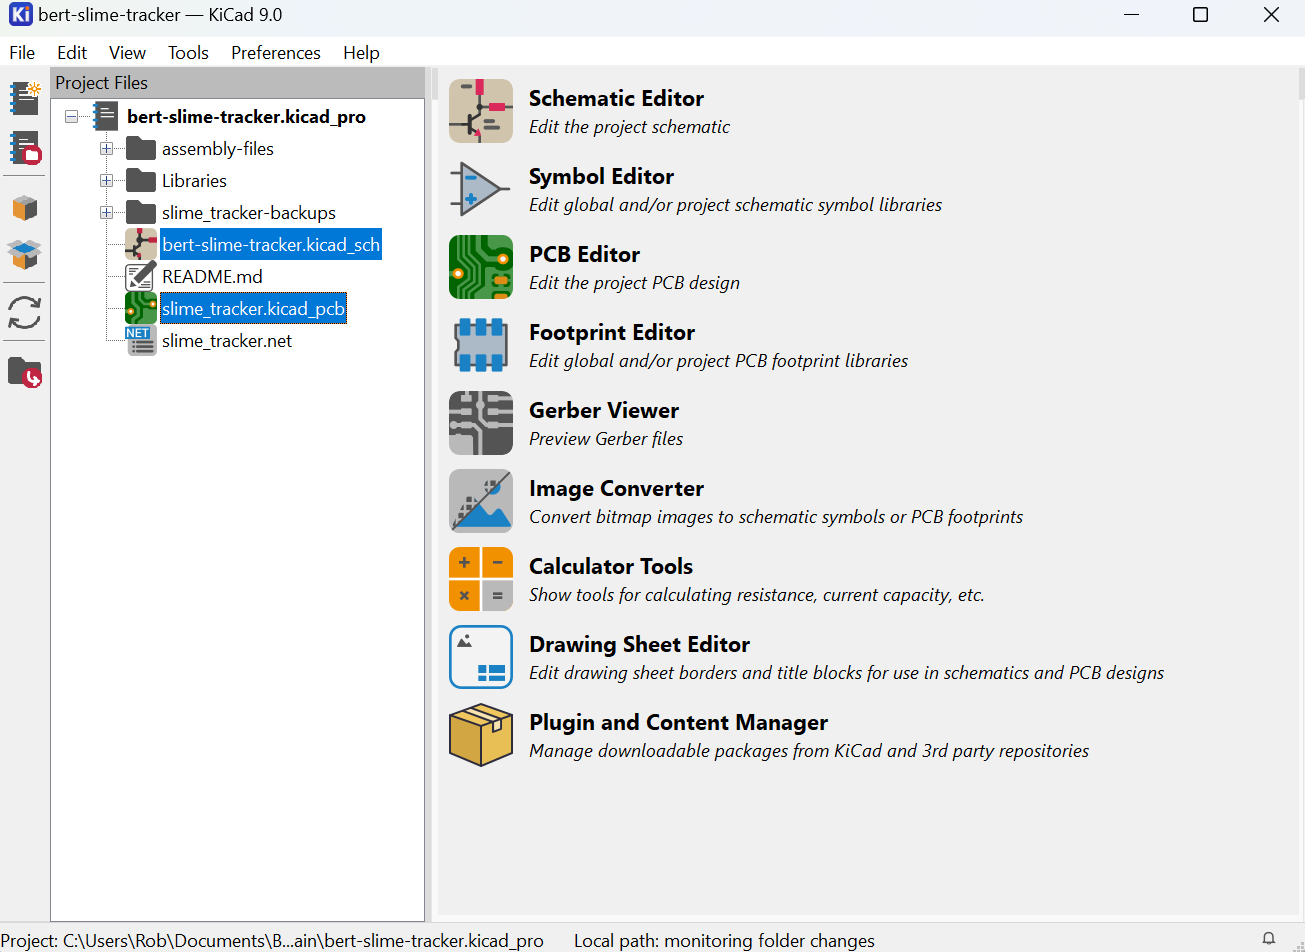 Ki bert-slime-tracker — KiCad 9.0
File Edit View Tools Preferences Help
Project Files
bert-slime-tracker.kicad_pro
assembly-files
Libraries
slime_tracker-backups
bert-slime-tracker.kicad_sch
README.md
slime_tracker.kicad_pcb
NET
slime_tracker.net
Schematic Editor
Edit the project schematic
Symbol Editor
Edit global and/or project schematic symbol libraries
PCB Editor
Edit the project PCB design
Footprint Editor
Edit global and/or project PCB footprint libraries
Gerber Viewer
Preview Gerber files
Image Converter
Convert bitmap images to schematic symbols or PCB footprints
Calculator Tools
Show tools for calculating resistance, current capacity, etc.
Drawing Sheet Editor
Edit drawing sheet borders and title blocks for use in schematics and PCB designs
Plugin and Content Manager
Manage downloadable packages from KiCad and 3rd party repositories
Project: C:\Users\Rob\Documents\B...ain\bert-slime-tracker.kicad_pro Local path: monitoring folder changes